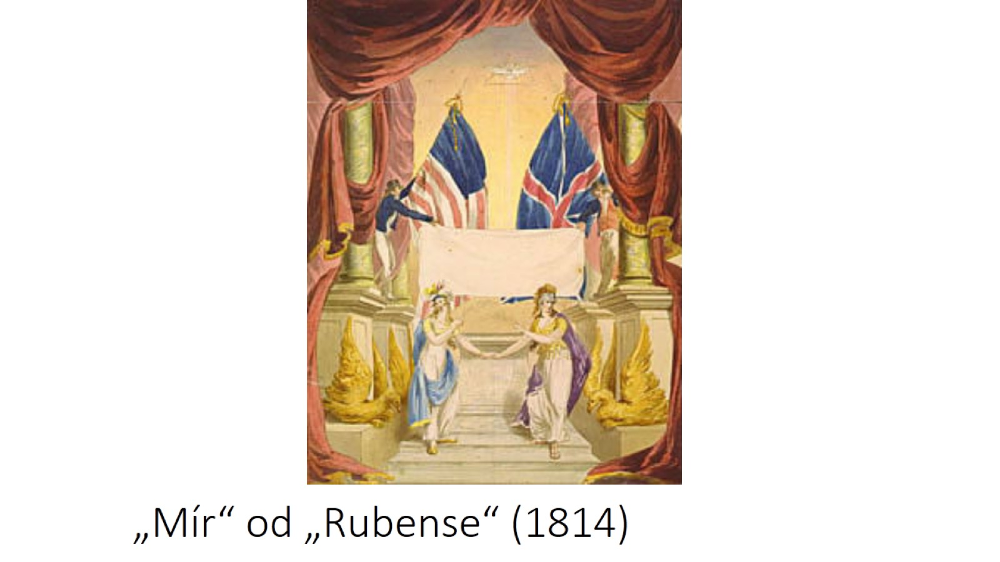 „Mír“ od „Rubense“ (1814)